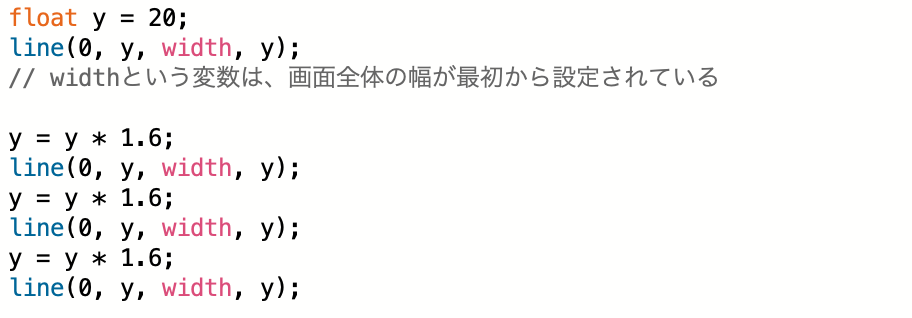 float y = 20;
line(0, y, width, y);
// widthという変数は、画面全体の幅が最初から設定されている
y = y * 1.6;
line(0, y, width, y);
y = y * 1.6;
line(0, y, width, y);
y = y * 1.6;
line(0, y, width, y);